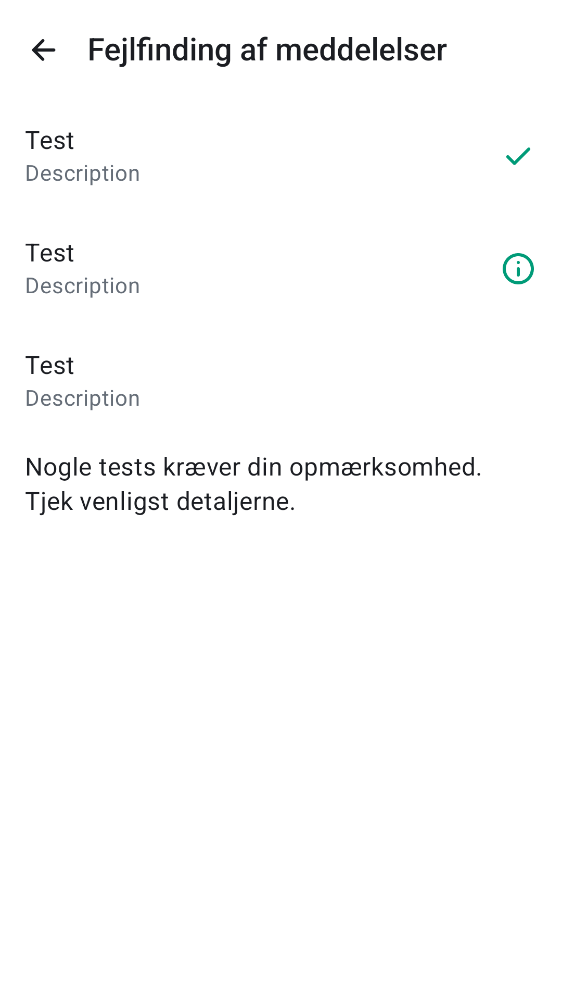 Fejlfinding af meddelelser
Test
Description
Test
Description
Test
Description
Nogle tests kræver din opmærksomhed.
Tjek venligst detaljerne.